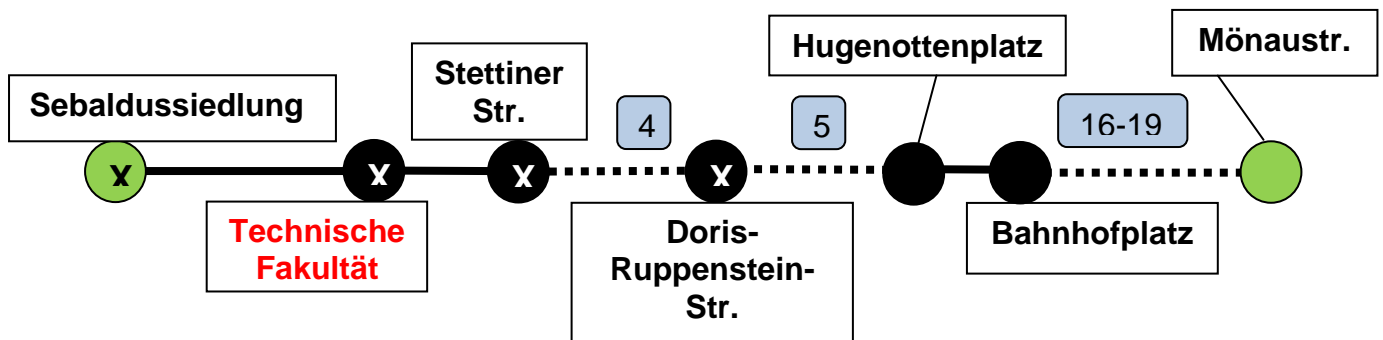 Sebaldussiedlung
Technische
Fakultät
Stettiner
Str.
4
Doris-
Ruppenstein-
Str.
5
Hugenottenplatz
Bahnhofplatz
16-19
Mönaustr.
x
x
x
x